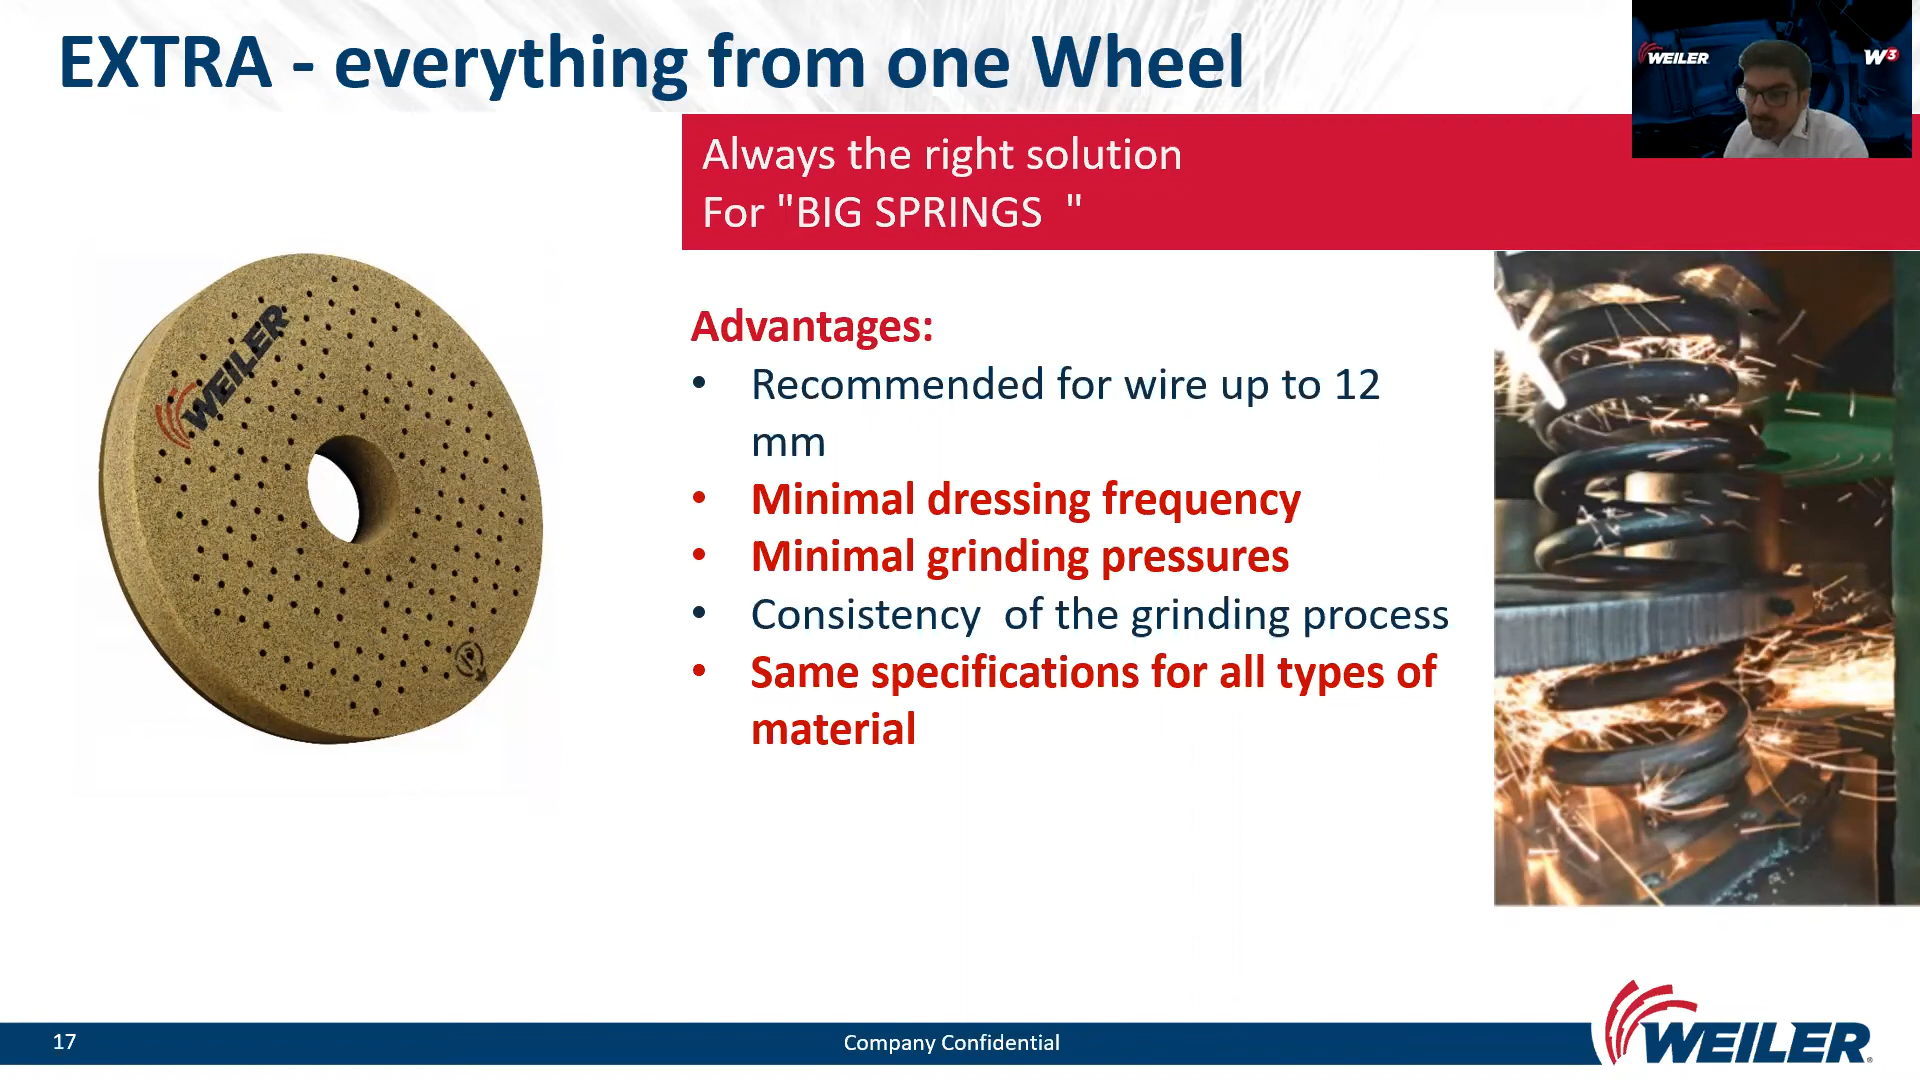 EXTRA - everything from one Wheel
WEILER
W3
Always the right solution
For "BIG SPRINGS  "
WEILER
Advantages:
• Recommended for wire up to 12
mm
• Minimal dressing frequency
• Minimal grinding pressures
• Consistency  of the grinding process
• Same specifications for all types of
material
17
Company Confidential
WEILER®